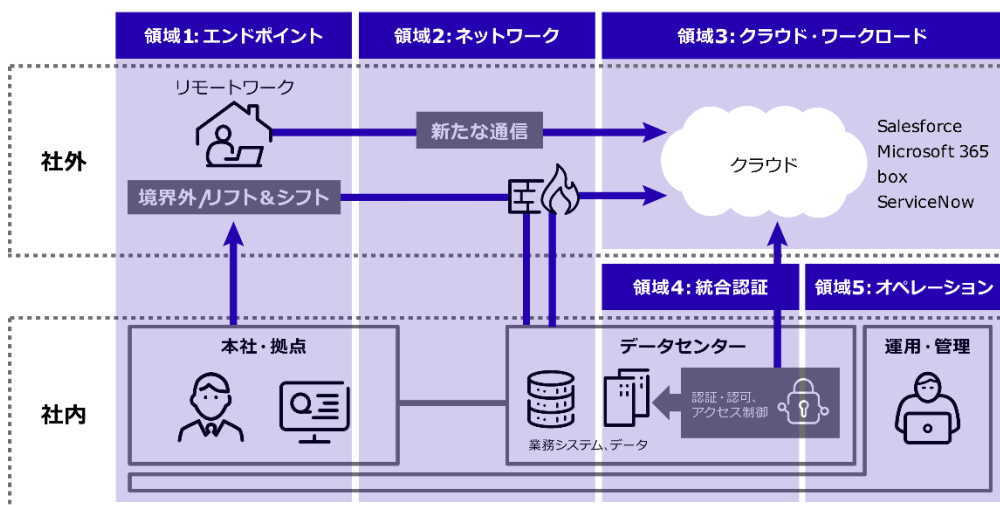 領域1:エンドポイント
領域2:ネットワーク
領域3:クラウド・ワークロード
社外
リモートワーク
新たな通信
境界外/リフト&シフト
クラウド
Salesforce
Microsoft 365
box
ServiceNow
領域4:統合認証
領域5:オペレーション
社内
本社・拠点
データセンター
運用・管理
認証・認可、
アクセス制御
業務システム、データ